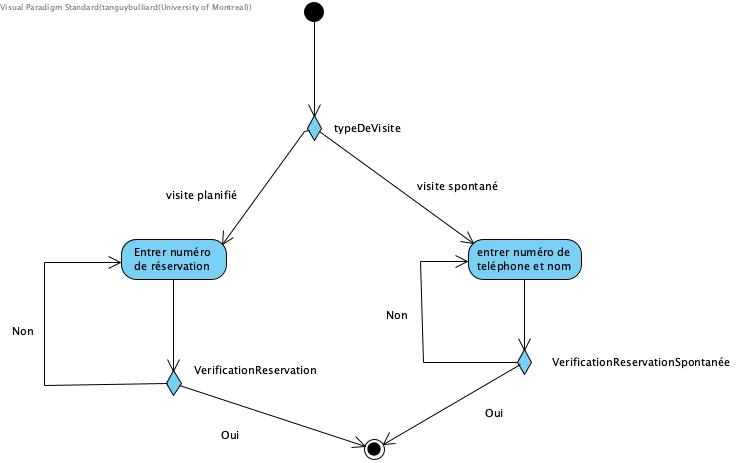 Visual Paradigm Standard(tanguybulliard(University of Montreal))
typeDeVisite
visite planifié
visite spontané
Entrer numéro
de réservation
entrer numéro de
teléphone et nom
Non
Non
VerificationReservation
VerificationReservationSpontanée
Oui
Oui